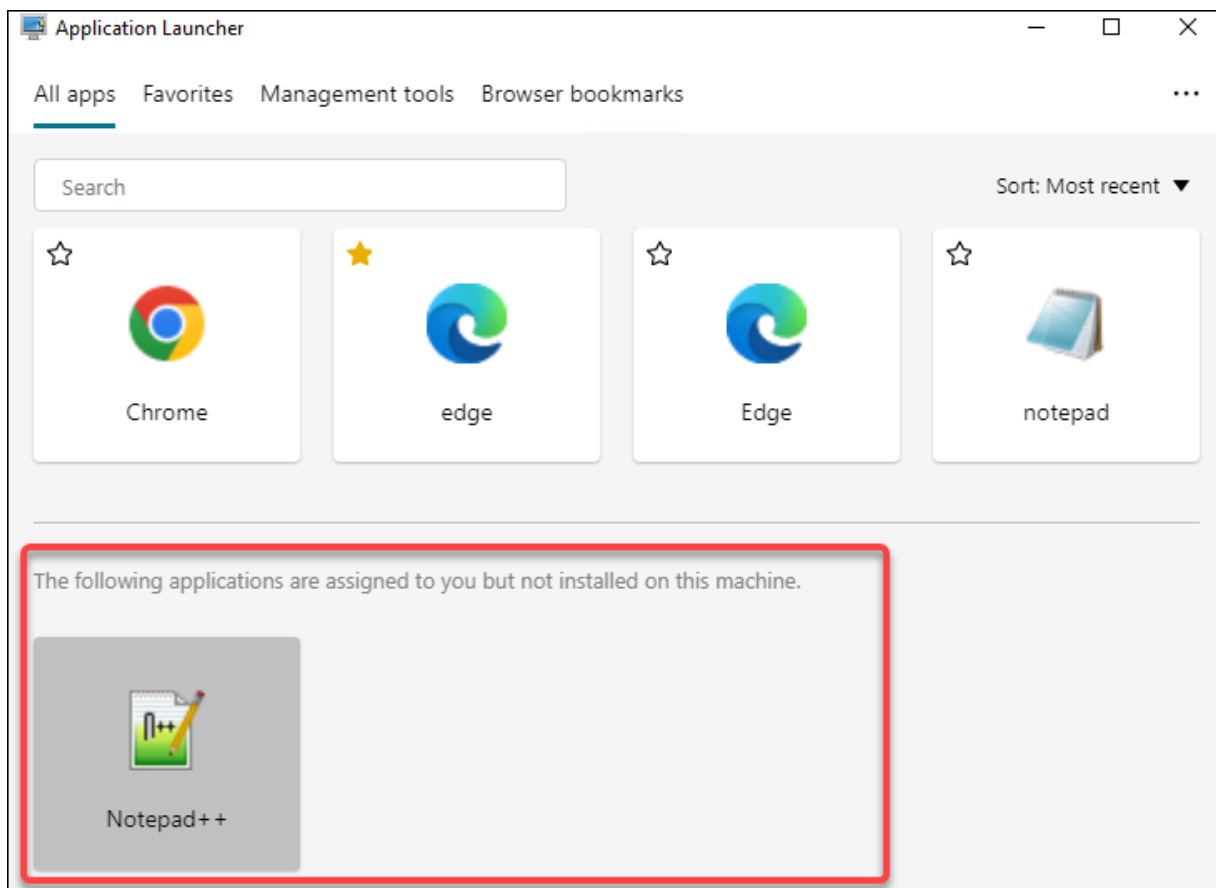 Application Launcher
All apps Favorites Management tools Browser bookmarks
Search
Sort: Most recent
Chrome
edge
Edge
notepad
The following applications are assigned to you but not installed on this machine.
n++
Notepad++